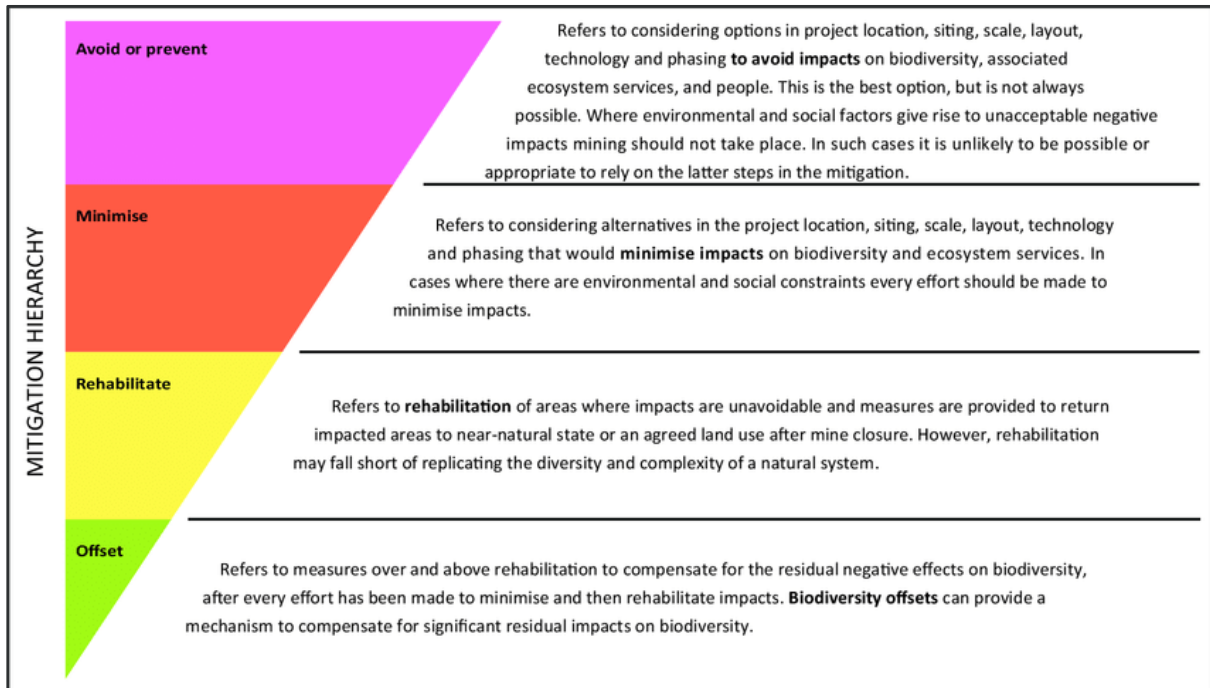 MITIGATION HIERARCHY
Avoid or prevent
Refers to considering options in project location, siting, scale, layout,
technology and phasing to avoid impacts on biodiversity, associated
ecosystem services, and people. This is the best option, but is not always
possible. Where environmental and social factors give rise to unacceptable negative
impacts mining should not take place. In such cases it is unlikely to be possible or
appropriate to rely on the latter steps in the mitigation.
Minimise
Refers to considering alternatives in the project location, siting, scale, layout, technology
and phasing that would minimise impacts on biodiversity and ecosystem services. In
cases where there are environmental and social constraints every effort should be made to
minimise impacts.
Rehabilitate
Refers to rehabilitation of areas where impacts are unavoidable and measures are provided to return
impacted areas to near-natural state or an agreed land use after mine closure. However, rehabilitation
may fall short of replicating the diversity and complexity of a natural system.
Offset
Refers to measures over and above rehabilitation to compensate for the residual negative effects on biodiversity,
after every effort has been made to minimise and then rehabilitate impacts. Biodiversity offsets can provide a
mechanism to compensate for significant residual impacts on biodiversity.